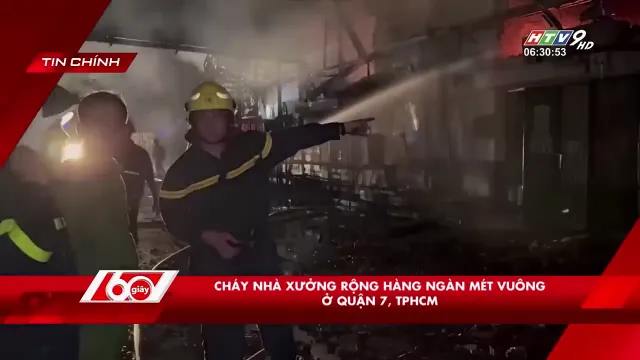 TIN CHÍNH
HTV9 HD
06:30:53
60 giây
CHÁY NHÀ XƯỞNG RỘNG HÀNG NGÀN MÉT VUÔNG
Ở QUẬN 7, TPHCM